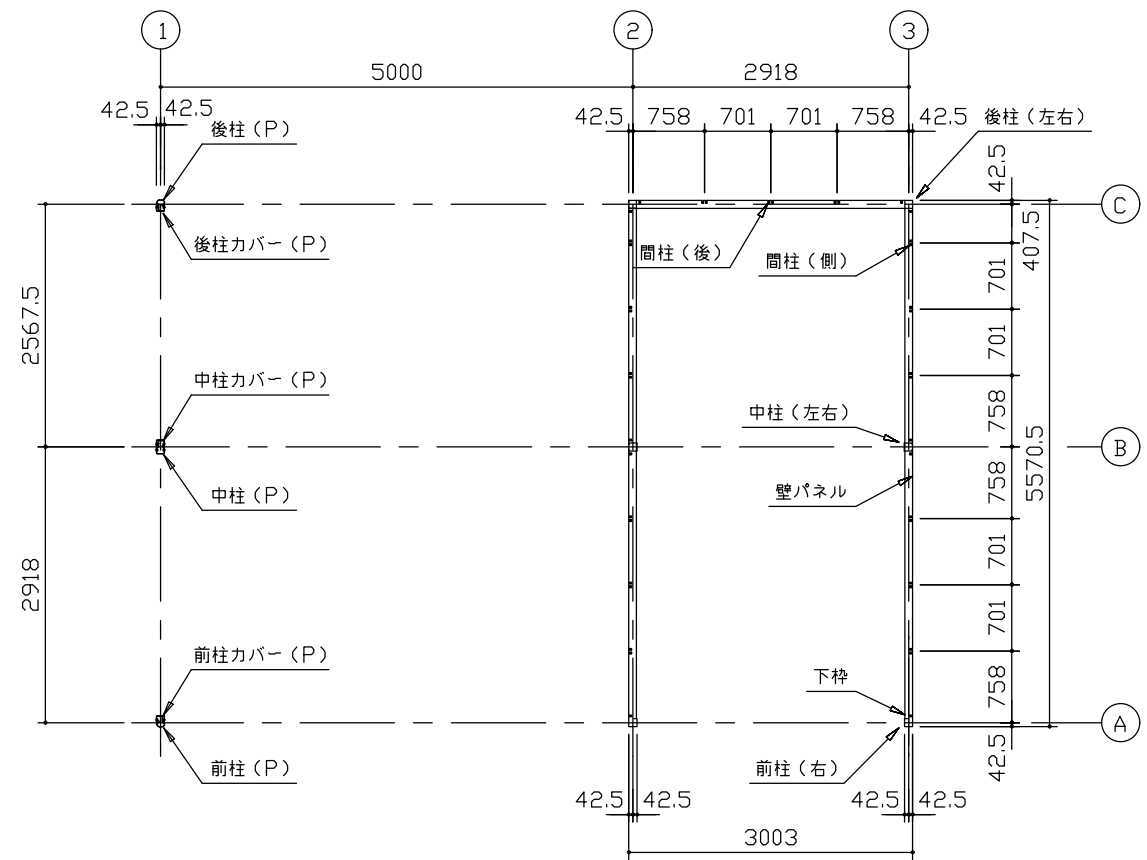 1
2
3
5000
2918
42.5
42.5
42.5
758
701
701
758
42.5
後柱（P）
後柱（左右）
42.5
C
後柱カバー（P）
間柱（後）
間柱（側）
407.5
701
2567.5
701
中柱カバー（P）
中柱（左右）
758
B
5570.5
中柱（P）
壁パネル
758
701
2918
701
前柱カバー（P）
下枠
758
A
前柱（P）
前柱（右）
42.5
42.5
42.5
42.5
42.5
3003